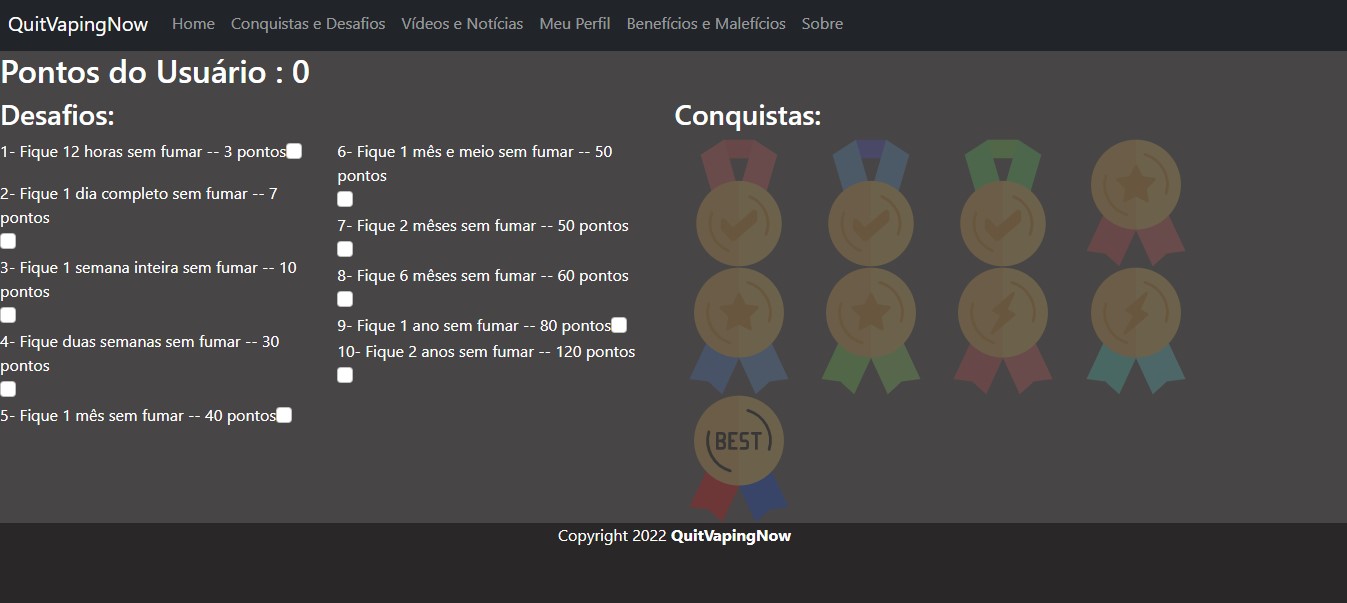 QuitVapingNow Home Conquistas e Desafios Vídeos e Notícias Meu Perfil Benefícios e Malefícios Sobre
Pontos do Usuário : 0
Desafios:
1- Fique 12 horas sem fumar -- 3 pontos
2- Fique 1 dia completo sem fumar -- 7
pontos
3- Fique 1 semana inteira sem fumar -- 10
pontos
4- Fique duas semanas sem fumar -- 30
pontos
5- Fique 1 mês sem fumar -- 40 pontos
6- Fique 1 mês e meio sem fumar -- 50
pontos
7- Fique 2 mêses sem fumar -- 50 pontos
8- Fique 6 mêses sem fumar -- 60 pontos
9- Fique 1 ano sem fumar -- 80 pontos
10- Fique 2 anos sem fumar -- 120 pontos
Conquistas:
BEST
Copyright 2022 QuitVapingNow